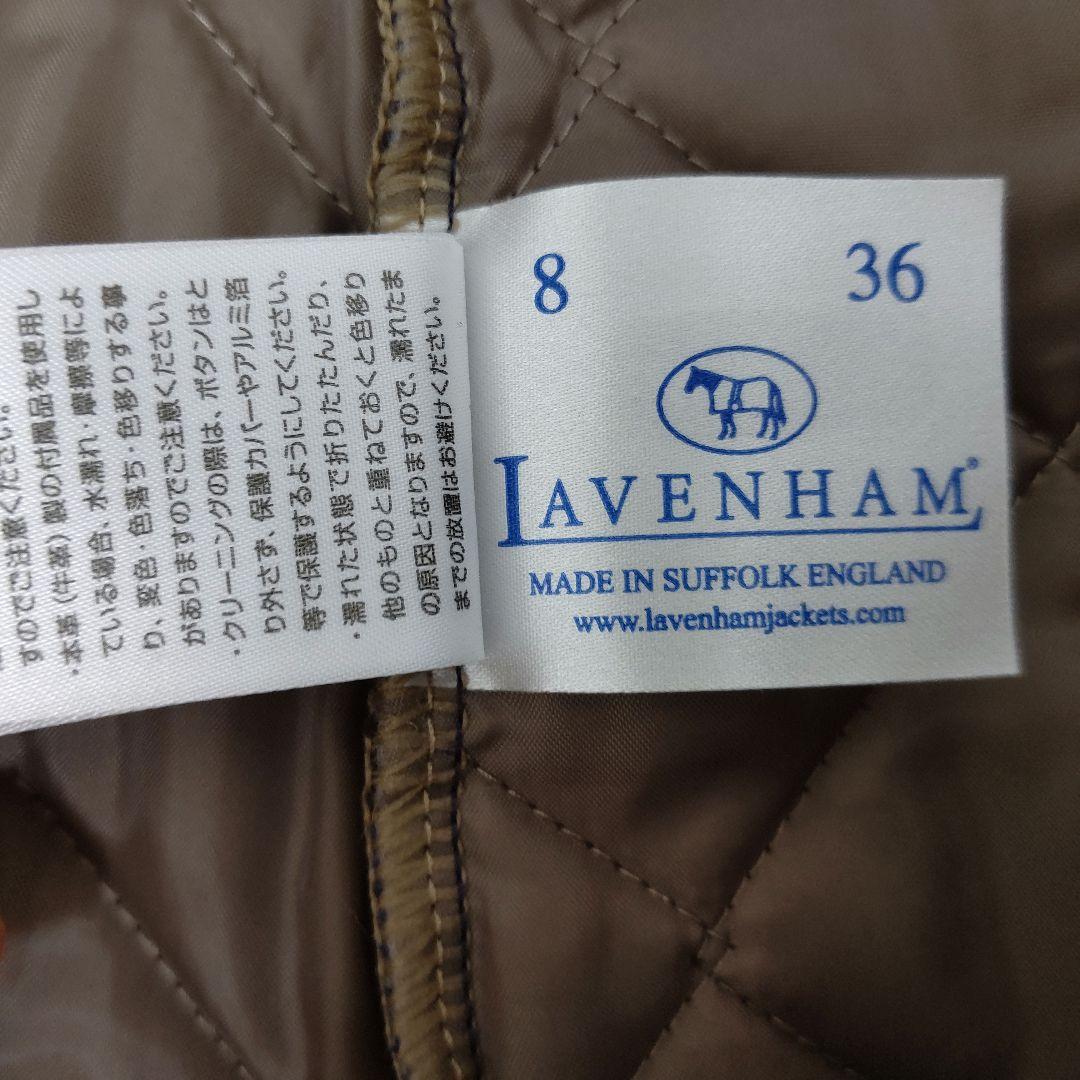 すのでご注意ください。
・本革(牛革)製の付属品を使用し
ている場合、水濡れ・摩擦等によ
り、変色・色落ち・色移りする事
がありますのでご注意ください。
・クリーニングの際は、ボタンはと
り外さず、保護カバーやアルミ箔
等で保護するようにしてください。
・濡れた状態で折りたたんだり、
他のものと重ねておくと色移り
の原因となりますので、濡れたま
までの放置はお避けください。
8 36
LAVENHAM®
MADE IN SUFFOLK ENGLAND
www.lavenhamjackets.com